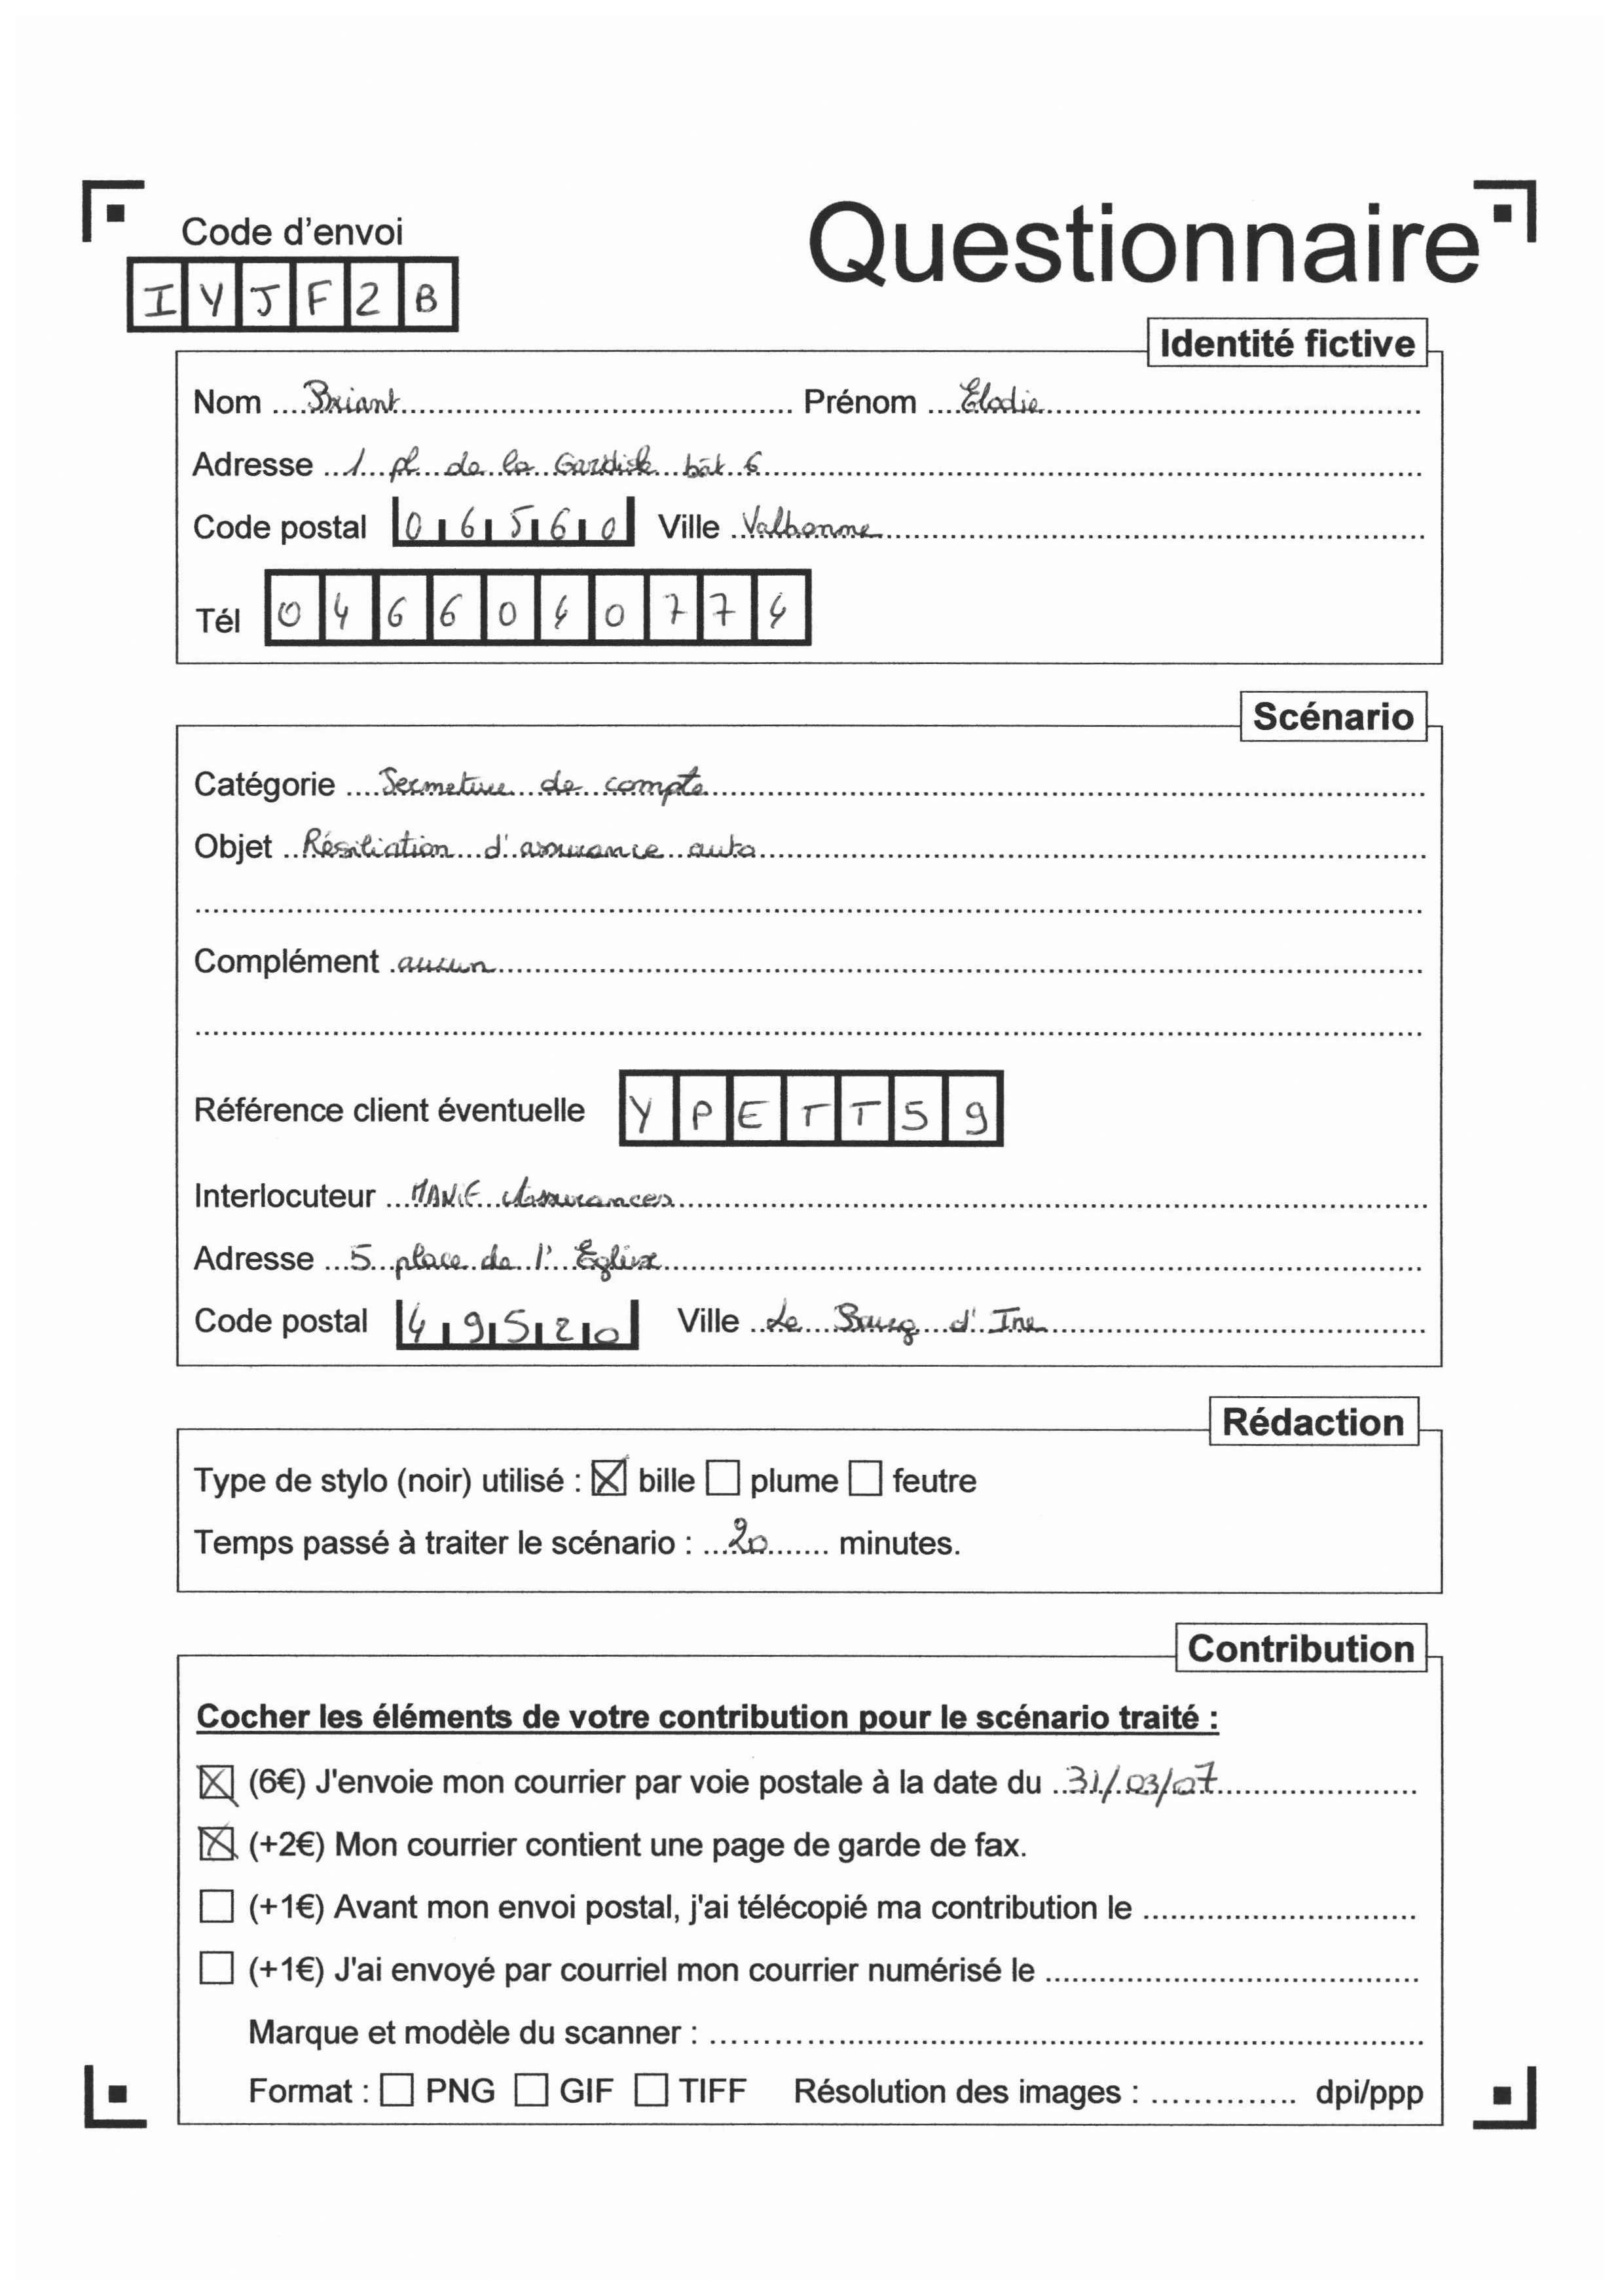 Code d'envoi
Questionnaire
I Y J F 2 B
Identité fictive
Nom Briant Prénom Elodie
Adresse 1 pl de la bât 6
Code postal 06560 Ville Valbonne
Tél 0466040774
Scénario
Catégorie Fermeture de compte
Objet Résiliation d'assurance auto
Complément aucun
Référence client éventuelle Y P E T T 5 9
Interlocuteur Assurances
Adresse 5 place de l'Eglise
Code postal 49520 Ville Le Bourg d'Ire
Rédaction
Type de stylo (noir) utilisé : ☒ bille ☐ plume ☐ feutre
Temps passé à traiter le scénario : 20 minutes.
Contribution
Cocher les éléments de votre contribution pour le scénario traité :
☒ (6€) J'envoie mon courrier par voie postale à la date du 31/03/07
☒ (+2€) Mon courrier contient une page de garde de fax.
☐ (+1€) Avant mon envoi postal, j'ai télécopié ma contribution le
☐ (+1€) J'ai envoyé par courriel mon courrier numérisé le
Marque et modèle du scanner :
Format : ☐ PNG ☐ GIF ☐ TIFF Résolution des images : dpi/ppp